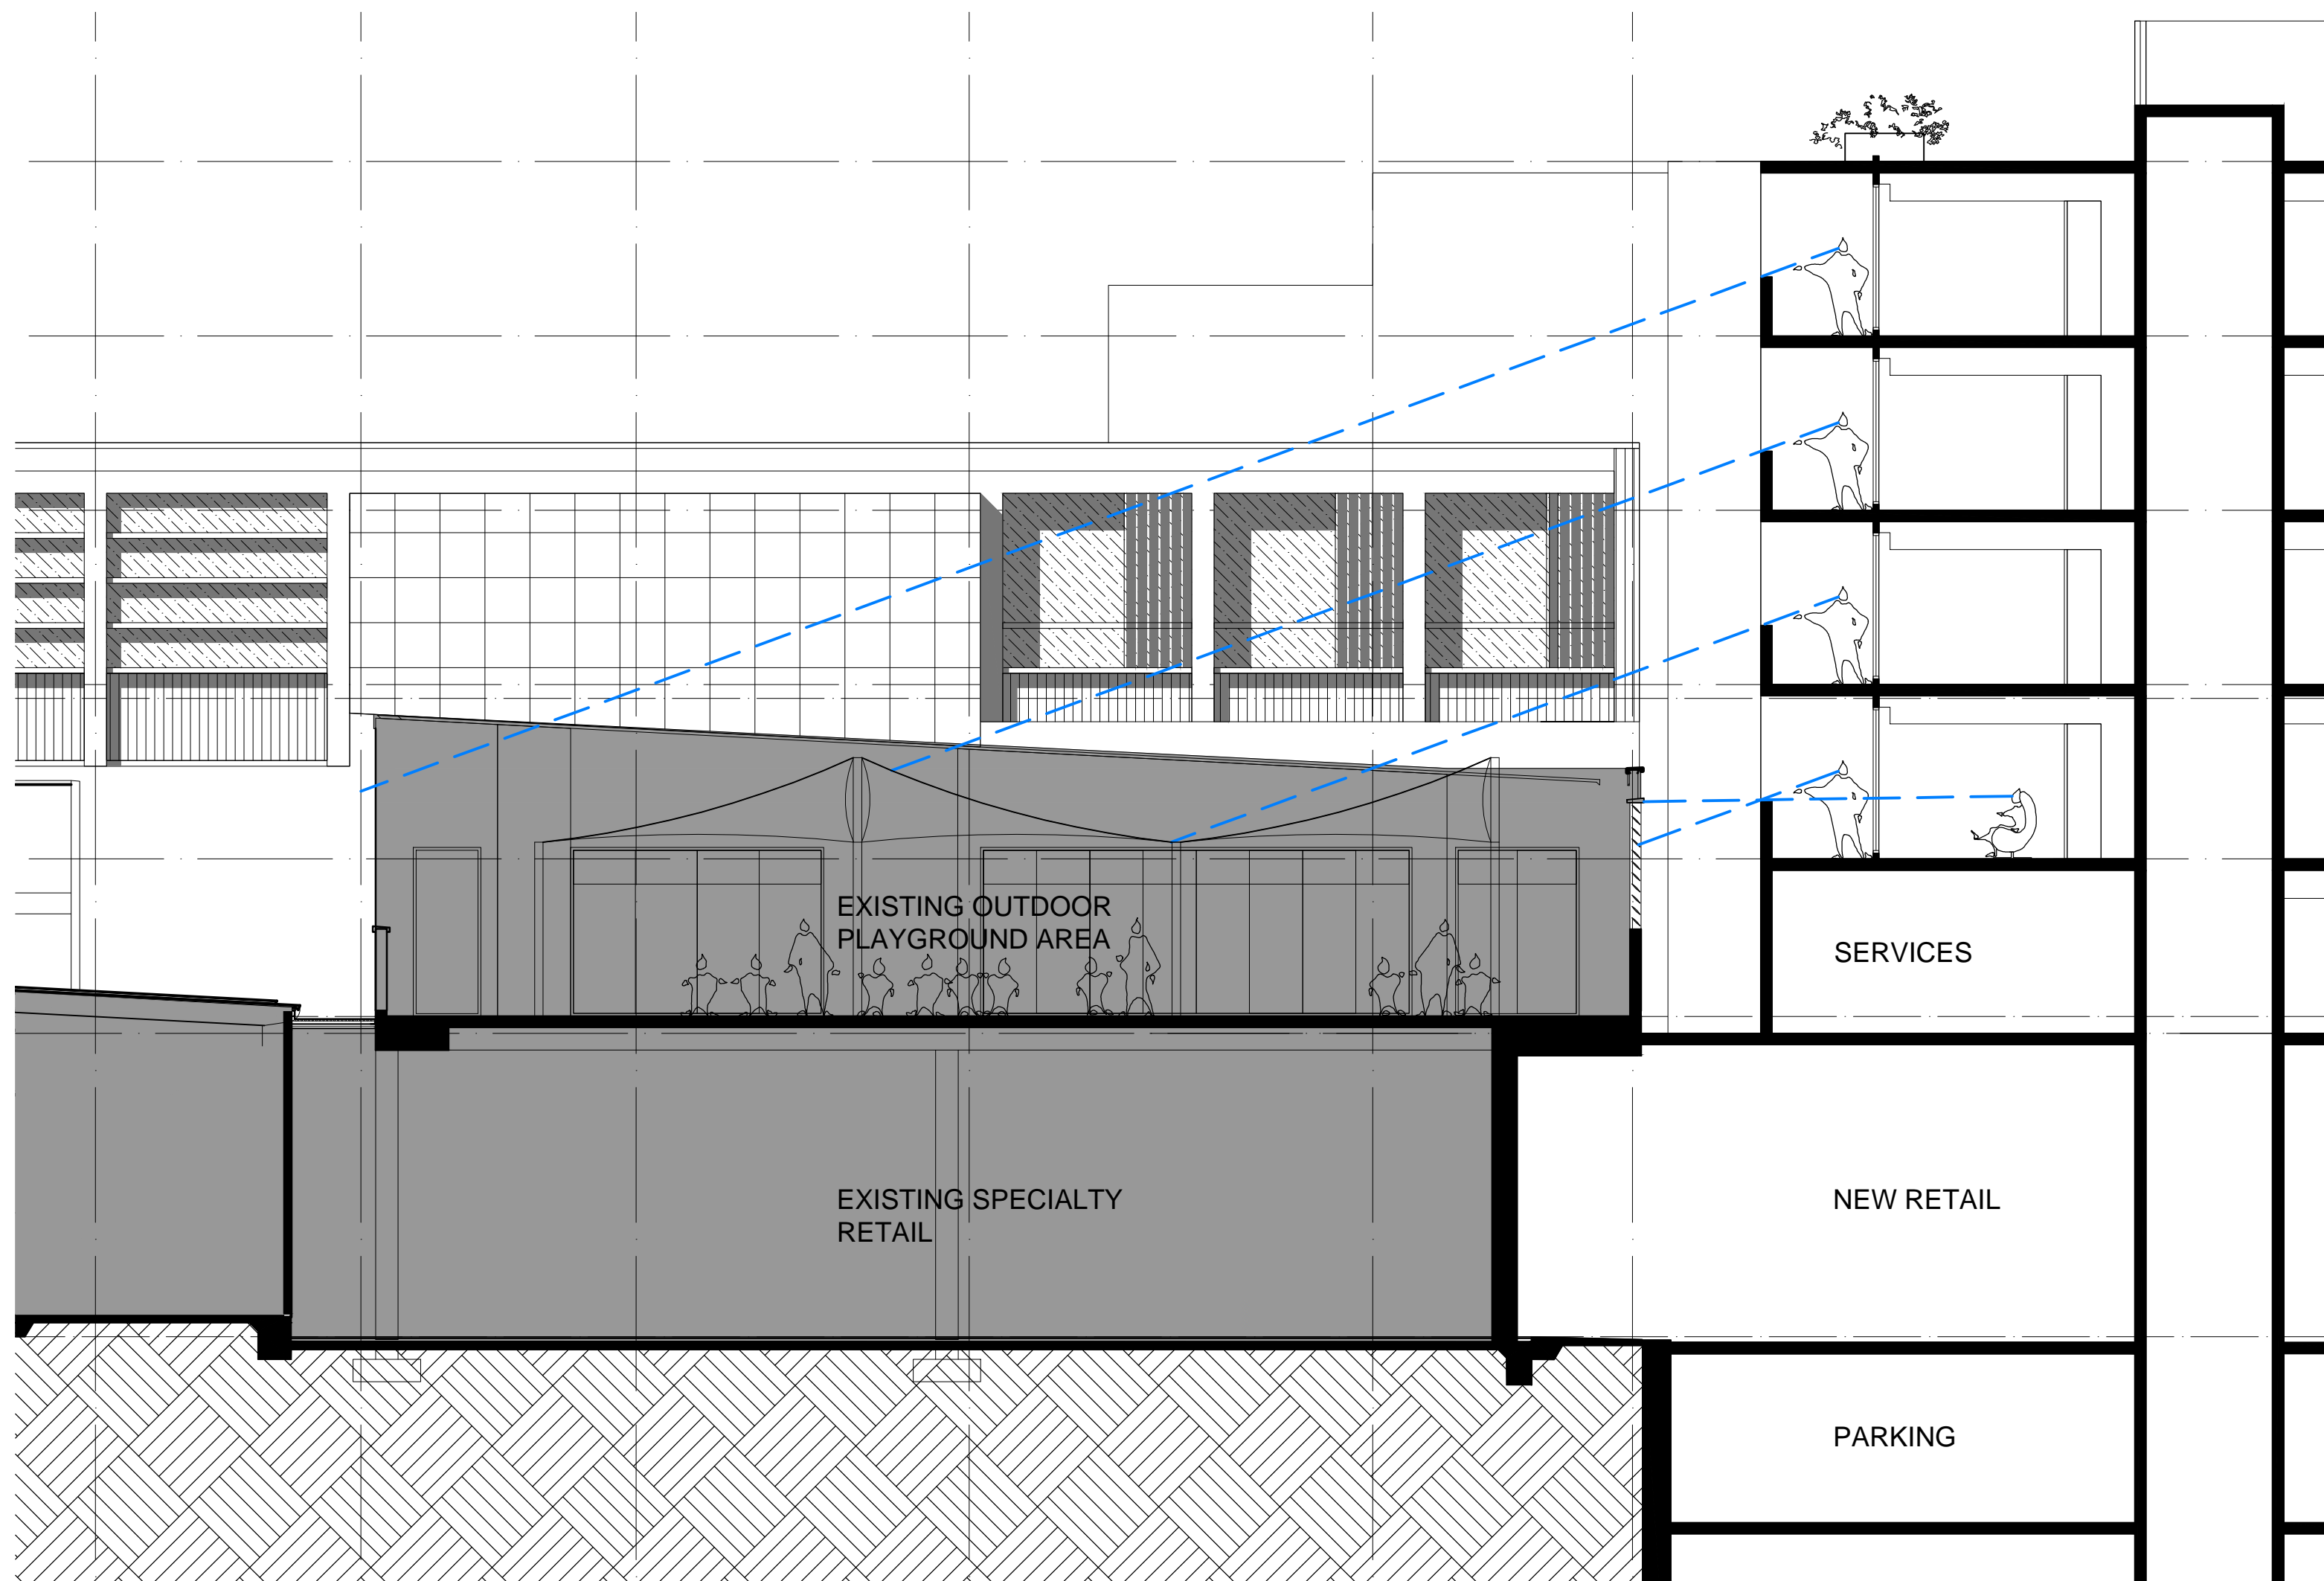 EXISTING OUTDOOR
PLAYGROUND AREA
SERVICES
EXISTING SPECIALTY
RETAIL
NEW RETAIL
PARKING